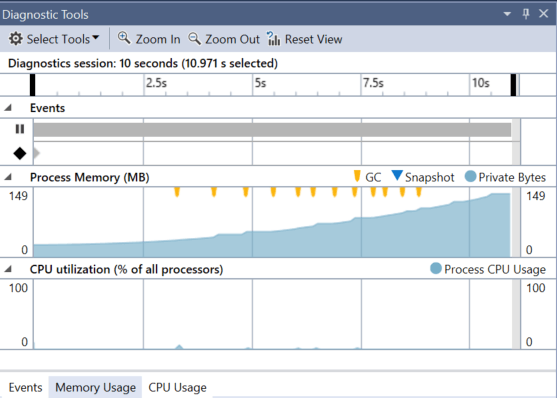 Diagnostic Tools
Select Tools Zoom In Zoom Out Reset View
Diagnostics session: 10 seconds (10.971 s selected)
2.5s 5s 7.5s 10s
Events
Process Memory (MB) GC Snapshot Private Bytes
149 149
0 0
CPU utilization (% of all processors) Process CPU Usage
100 100
0 0
Events Memory Usage CPU Usage